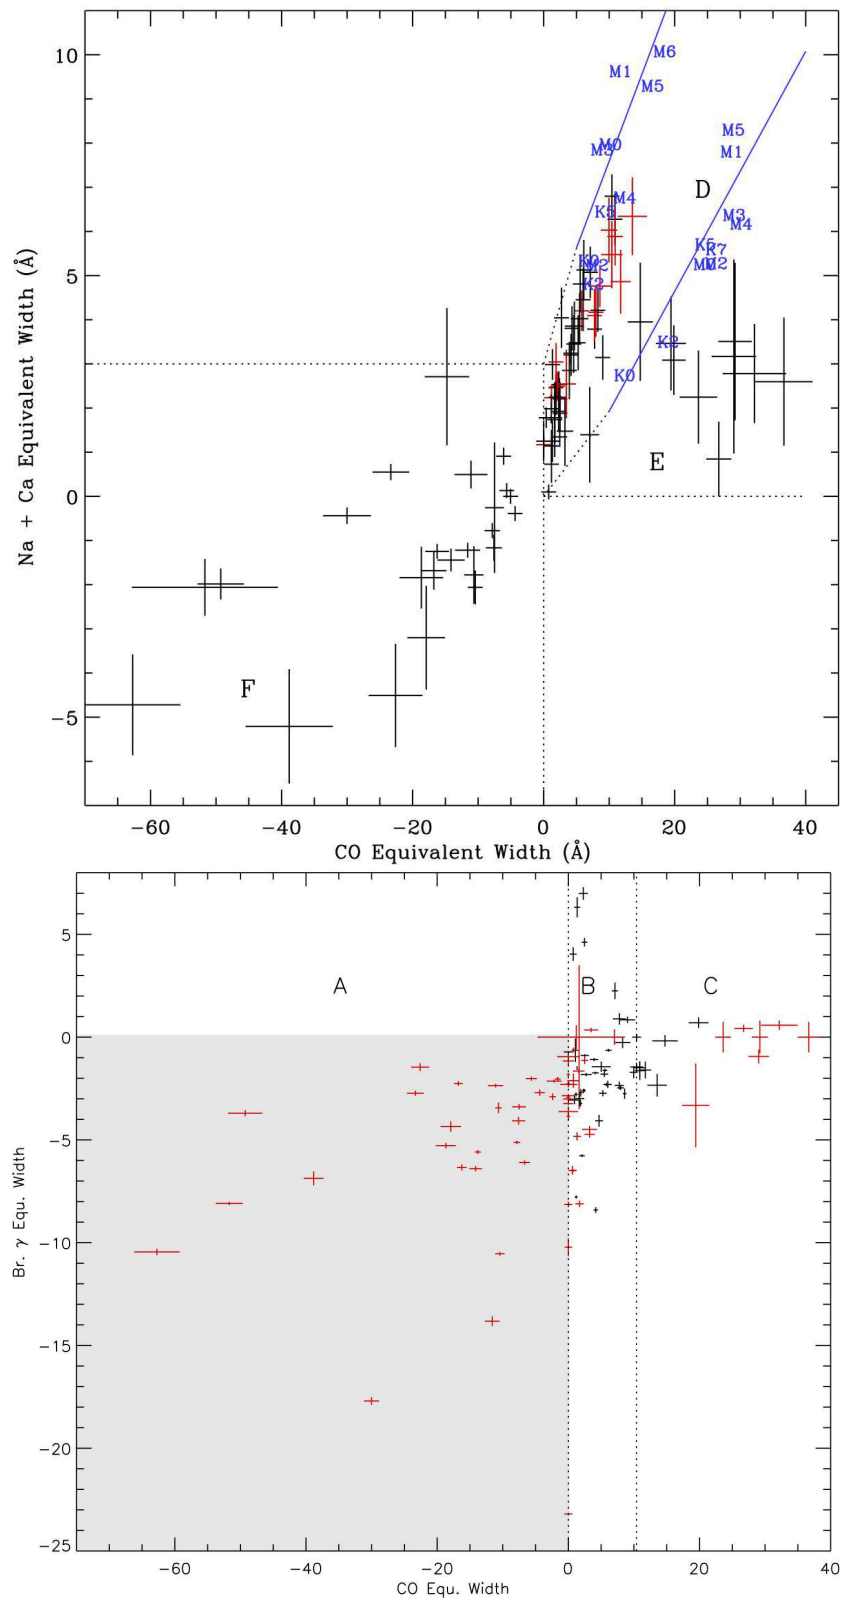 10
5
0
−5
Na + Ca Equivalent Width (Å)
M6
M1
M5
M0
M3
M5
M1
D
M4
K5
M3
M4
K5
K7
K0
M2
M0
M2
K2
K2
K0
E
F
−60 −40 −20 0 20 40
CO Equivalent Width (Å)
5
0
−5
−10
−15
−20
−25
Br. γ Equ. Width
A B C
−60 −40 −20 0 20 40
CO Equ. Width